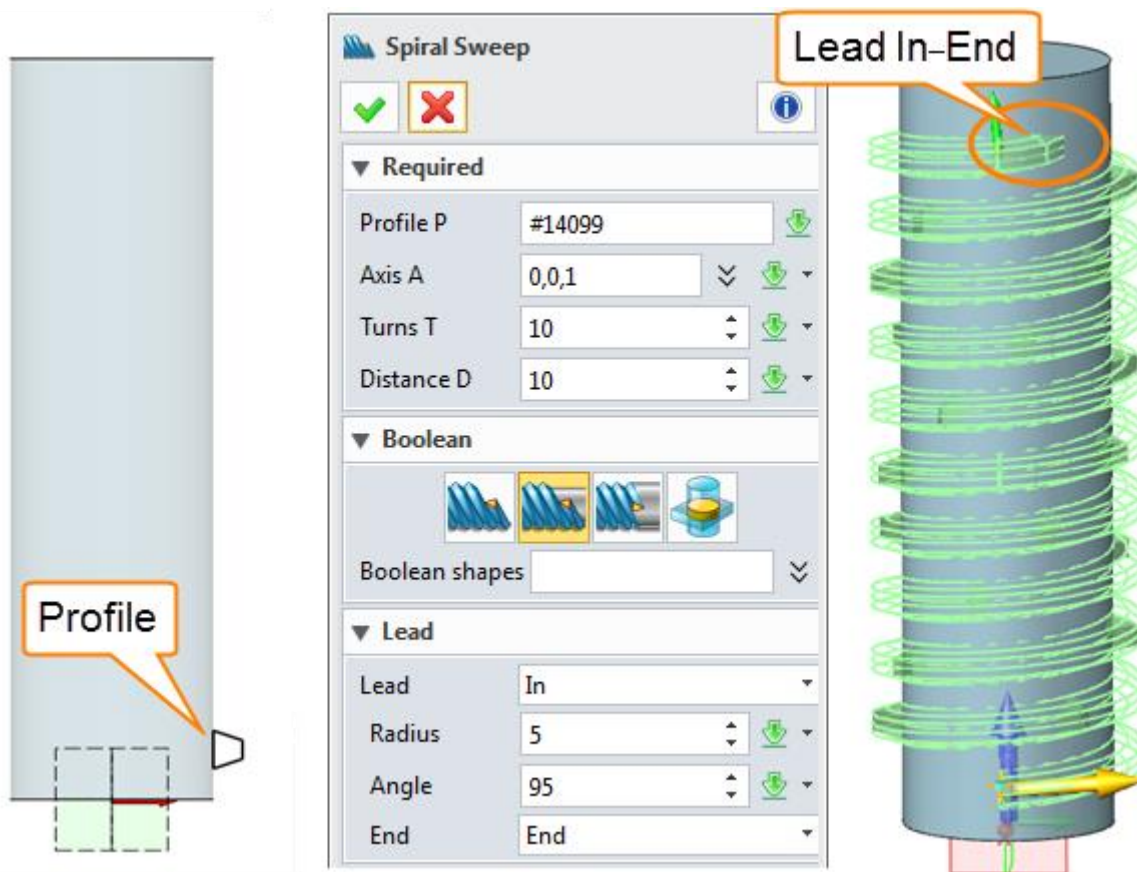 Profile
Spiral Sweep
Required
Profile P #14099
Axis A 0,0,1
Turns T 10
Distance D 10
Boolean
Boolean shapes
Lead
Lead In
Radius 5
Angle 95
End End
Lead In–End